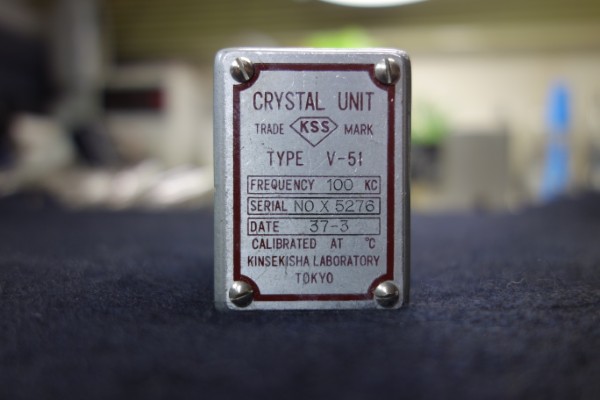 CRYSTAL UNIT
TRADE KSS MARK
TYPE V-51
FREQUENCY 100 KC
SERIAL NO X 5276
DATE 37-3
CALIBRATED AT °C
KINSEKISHA LABORATORY
TOKYO